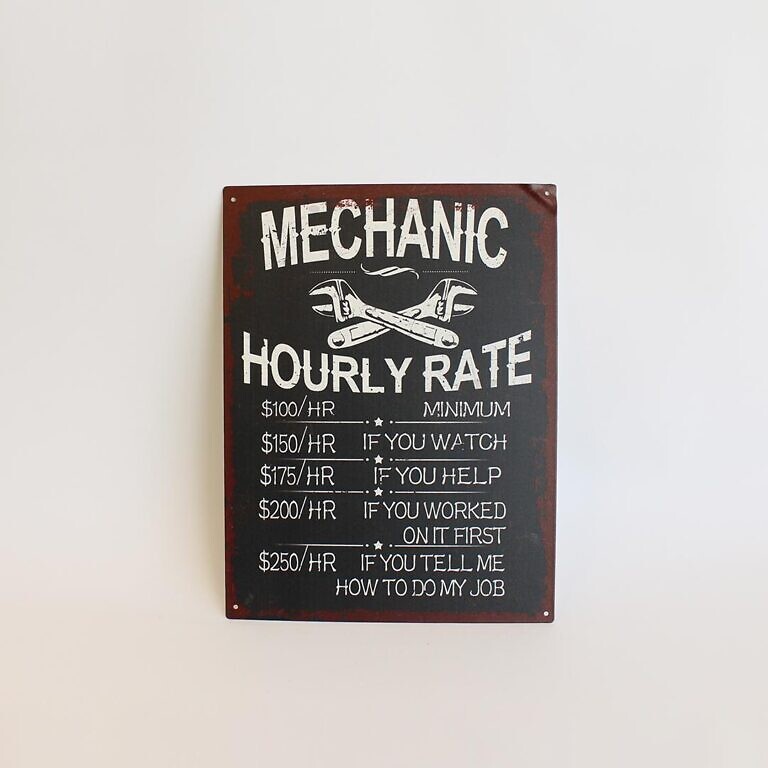 MECHANIC
HOURLY RATE
$100/HR MINIMUM
$150/HR IF YOU WATCH
$175/HR IF YOU HELP
$200/HR IF YOU WORKED
ON IT FIRST
$250/HR IF YOU TELL ME
HOW TO DO MY JOB